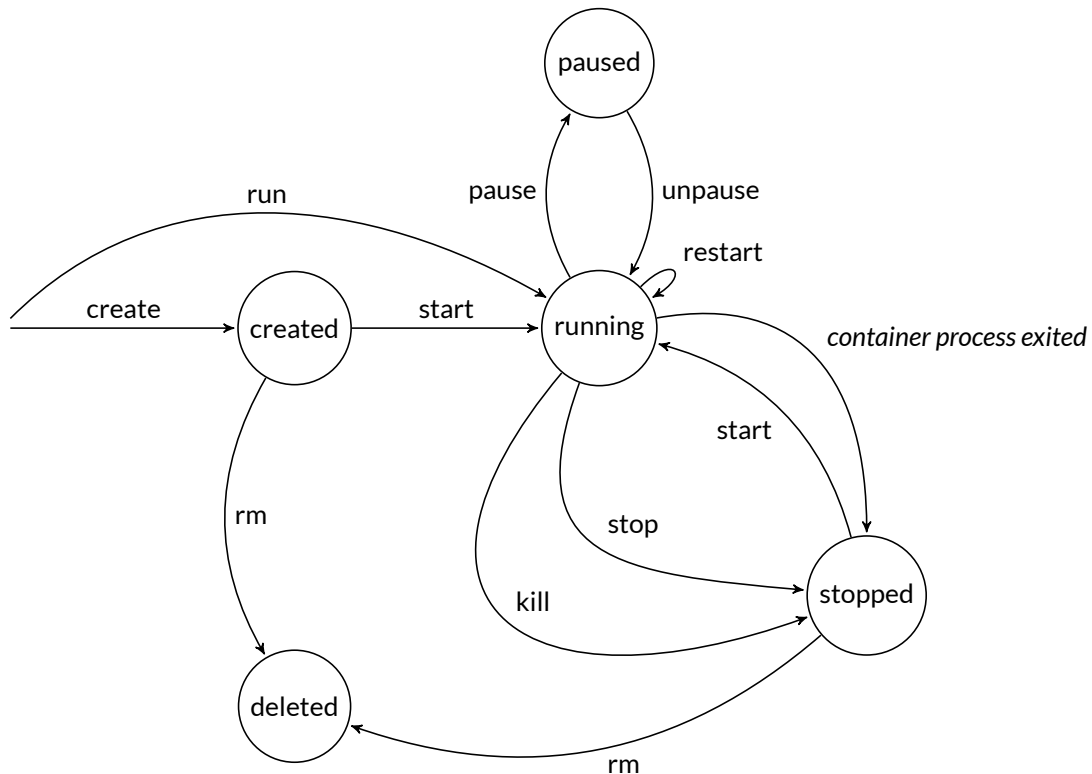 paused
pause
unpause
run
restart
create
created
start
running
container process exited
start
rm
stop
kill
stopped
deleted
rm